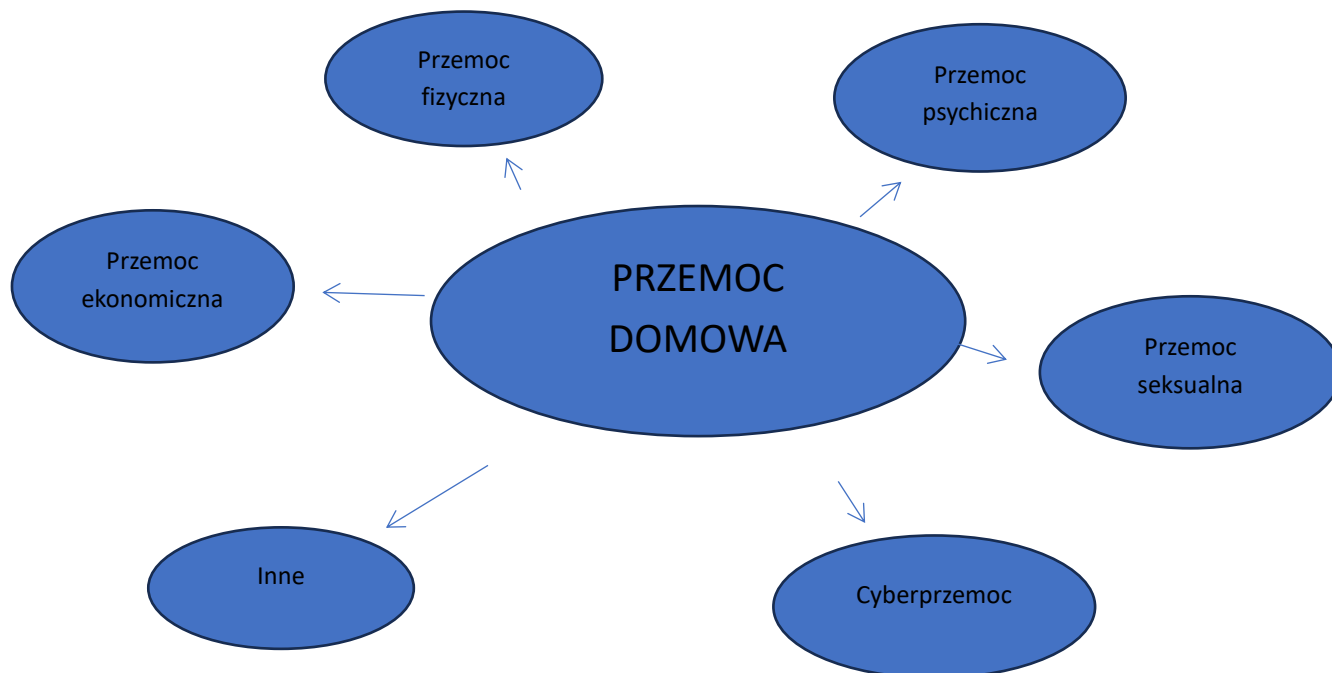 Przemoc
fizyczna
Przemoc
psychiczna
Przemoc
ekonomiczna
PRZEMOC
DOMOWA
Przemoc
seksualna
Inne
Cyberprzemoc